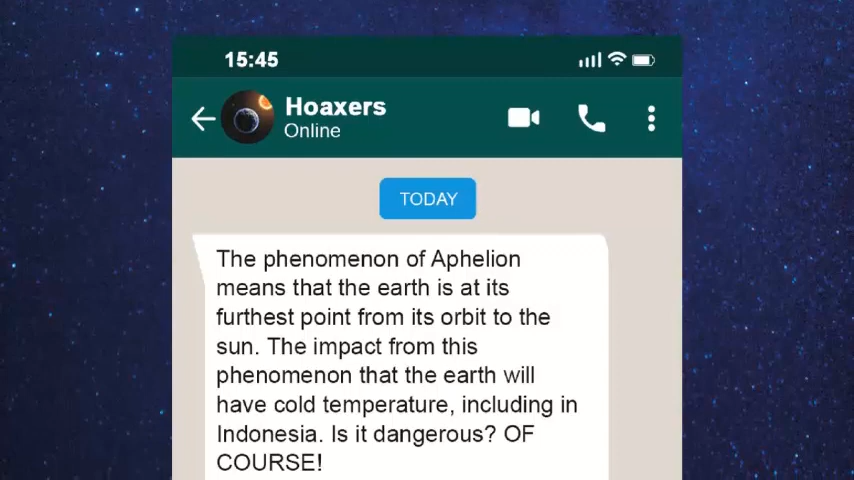 15:45
Hoaxers
Online
TODAY
The phenomenon of Aphelion
means that the earth is at its
furthest point from its orbit to the
sun. The impact from this
phenomenon that the earth will
have cold temperature, including in
Indonesia. Is it dangerous? OF
COURSE!